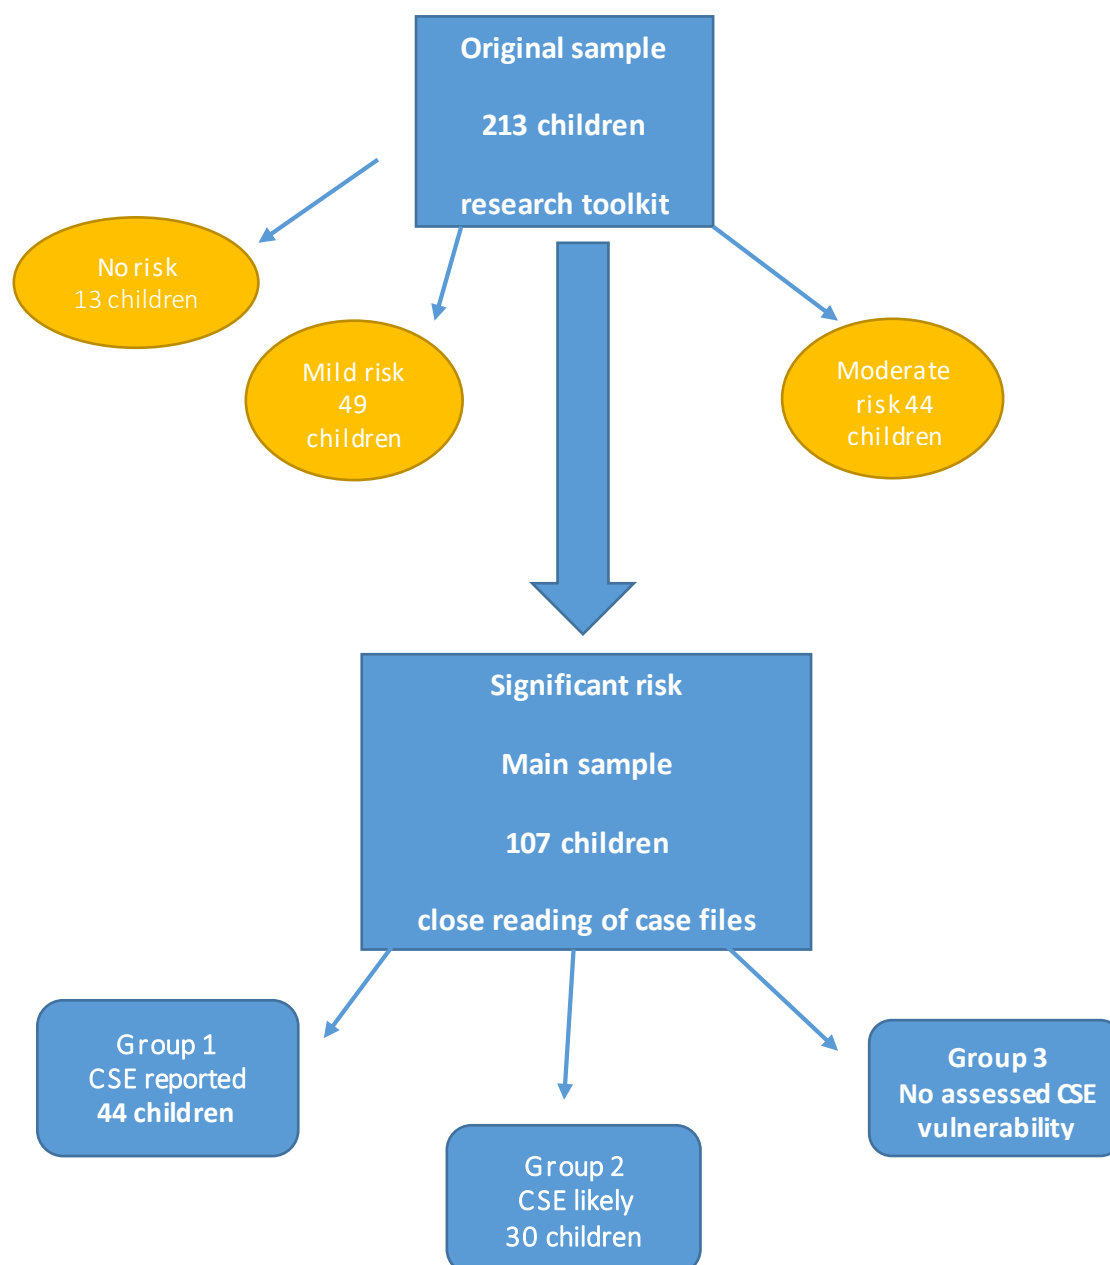 Original sample
213 children
research toolkit
No risk
13 children
Mild risk
49
children
Moderate
risk 44
children
Significant risk
Main sample
107 children
close reading of case files
Group 1
CSE reported
44 children
Group 2
CSE likely
30 children
Group 3
No assessed CSE
vulnerability